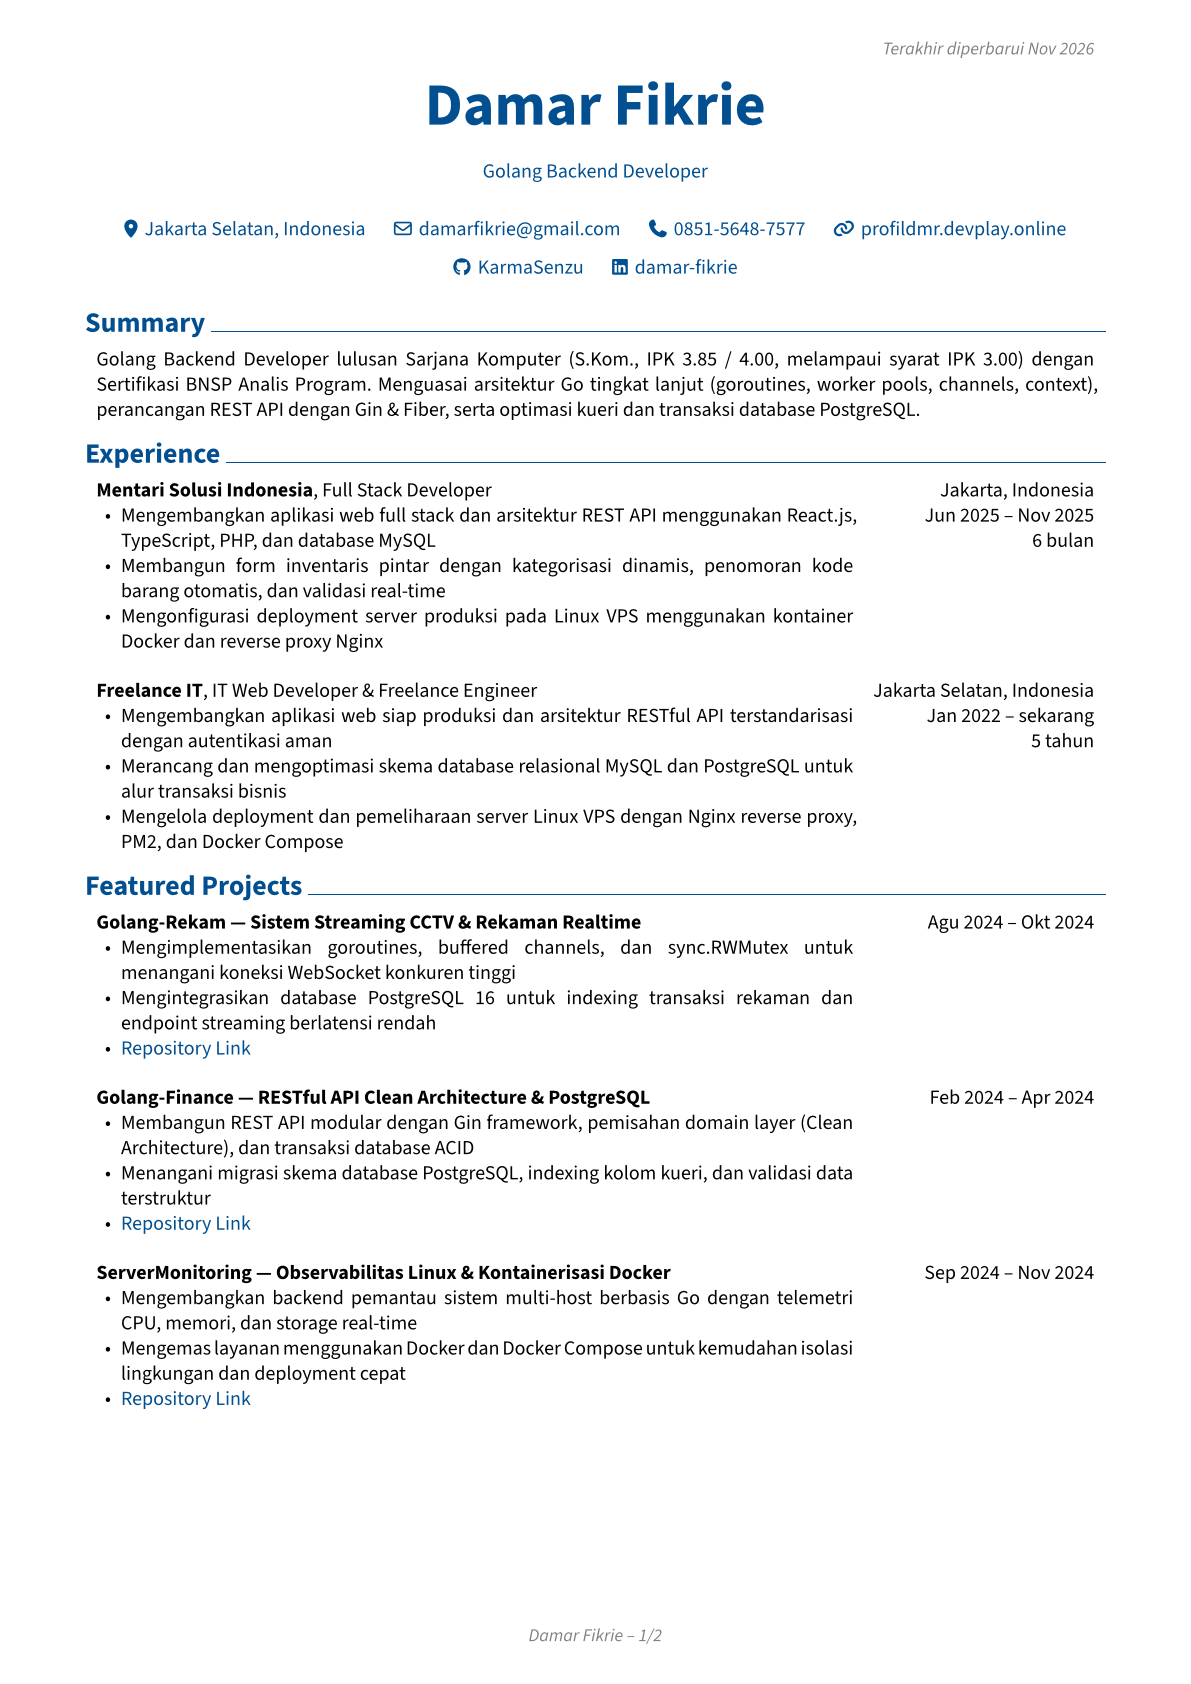 Terakhir diperbarui Nov 2026
Damar Fikrie
Golang Backend Developer
Jakarta Selatan, Indonesia damarfikrie@gmail.com 0851-5648-7577 profildmr.devplay.online
KarmaSenzu damar-fikrie
Summary
Golang Backend Developer lulusan Sarjana Komputer (S.Kom., IPK 3.85 / 4.00, melampaui syarat IPK 3.00) dengan
Sertifikasi BNSP Analis Program. Menguasai arsitektur Go tingkat lanjut (goroutines, worker pools, channels, context),
perancangan REST API dengan Gin & Fiber, serta optimasi kueri dan transaksi database PostgreSQL.
Experience
Mentari Solusi Indonesia, Full Stack Developer Jakarta, Indonesia
• Mengembangkan aplikasi web full stack dan arsitektur REST API menggunakan React.js, Jun 2025 – Nov 2025
TypeScript, PHP, dan database MySQL 6 bulan
• Membangun form inventaris pintar dengan kategorisasi dinamis, penomoran kode
barang otomatis, dan validasi real-time
• Mengonfigurasi deployment server produksi pada Linux VPS menggunakan kontainer
Docker dan reverse proxy Nginx
Freelance IT, IT Web Developer & Freelance Engineer Jakarta Selatan, Indonesia
• Mengembangkan aplikasi web siap produksi dan arsitektur RESTful API terstandarisasi Jan 2022 – sekarang
dengan autentikasi aman 5 tahun
• Merancang dan mengoptimasi skema database relasional MySQL dan PostgreSQL untuk
alur transaksi bisnis
• Mengelola deployment dan pemeliharaan server Linux VPS dengan Nginx reverse proxy,
PM2, dan Docker Compose
Featured Projects
Golang-Rekam — Sistem Streaming CCTV & Rekaman Realtime Agu 2024 – Okt 2024
• Mengimplementasikan goroutines, buffered channels, dan sync.RWMutex untuk
menangani koneksi WebSocket konkuren tinggi
• Mengintegrasikan database PostgreSQL 16 untuk indexing transaksi rekaman dan
endpoint streaming berlatensi rendah
• Repository Link
Golang-Finance — RESTful API Clean Architecture & PostgreSQL Feb 2024 – Apr 2024
• Membangun REST API modular dengan Gin framework, pemisahan domain layer (Clean
Architecture), dan transaksi database ACID
• Menangani migrasi skema database PostgreSQL, indexing kolom kueri, dan validasi data
terstruktur
• Repository Link
ServerMonitoring — Observabilitas Linux & Kontainerisasi Docker Sep 2024 – Nov 2024
• Mengembangkan backend pemantau sistem multi-host berbasis Go dengan telemetri
CPU, memori, dan storage real-time
• Mengemas layanan menggunakan Docker dan Docker Compose untuk kemudahan isolasi
lingkungan dan deployment cepat
• Repository Link
Damar Fikrie – 1/2